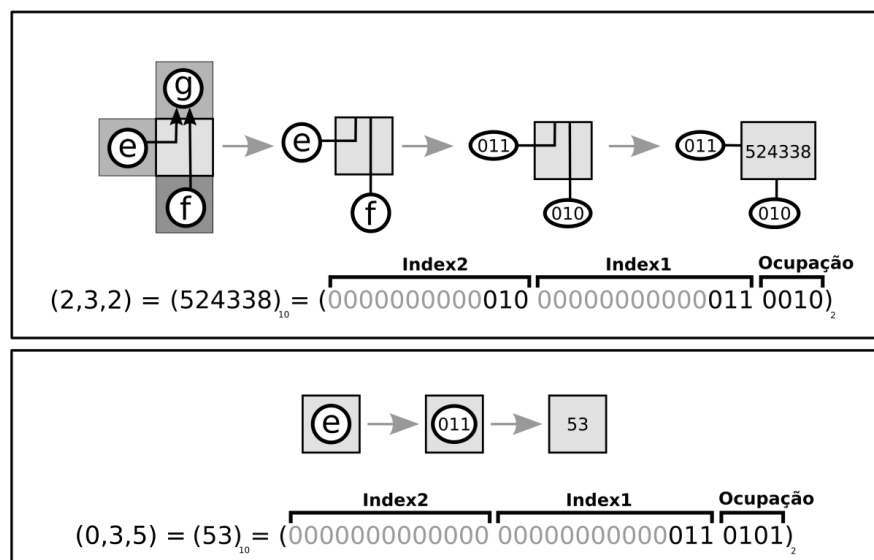 g
e
f
e
f
011
010
011
524338
010
Index2 Index1 Ocupação
(2,3,2) = (524338)₁₀ = (0000000000010 00000000000011 0010)₂
e
011
53
Index2 Index1 Ocupação
(0,3,5) = (53)₁₀ = (0000000000000 00000000000011 0101)₂